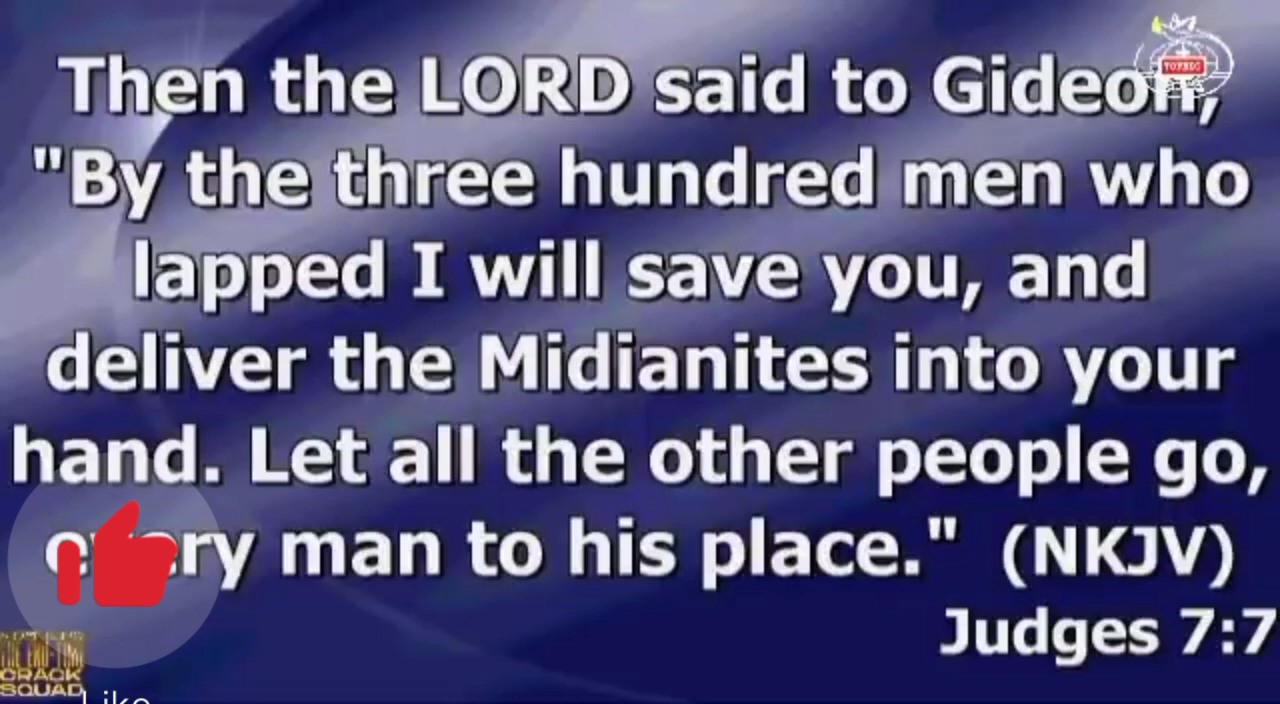 Then the LORD said to Gideon,
"By the three hundred men who
lapped I will save you, and
deliver the Midianites into your
hand. Let all the other people go,
every man to his place." (NKJV)
Judges 7:7
CRACK
SQUAD
Like